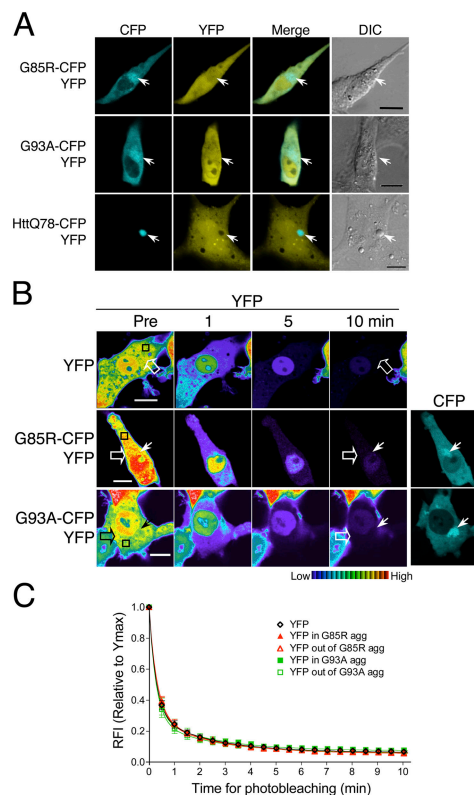 A
CFP YFP Merge DIC
G85R-CFP
YFP
G93A-CFP
YFP
HttQ78-CFP
YFP
B
YFP
Pre 1 5 10 min
YFP
CFP
G85R-CFP
YFP
G93A-CFP
YFP
Low High
C
1.0
0.8
0.6
0.4
0.2
0.0
RFI (Relative to Ymax)
YFP
YFP in G85R agg
YFP out of G85R agg
YFP in G93A agg
YFP out of G93A agg
0 1 2 3 4 5 6 7 8 9 10
Time for photobleaching (min)